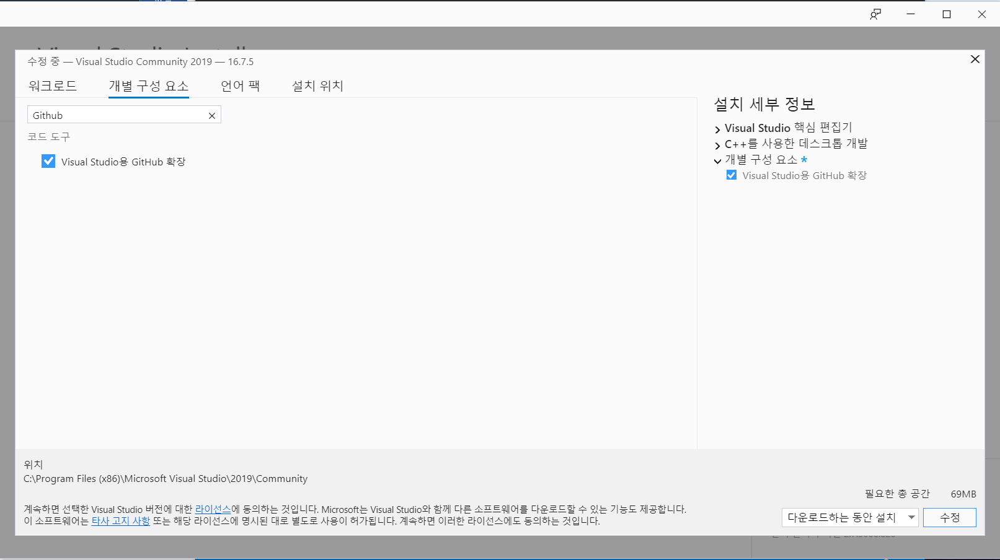 수정 중 — Visual Studio Community 2019 — 16.7.5
워크로드 개별 구성 요소 언어 팩 설치 위치
Github
코드 도구
Visual Studio용 GitHub 확장
설치 세부 정보
Visual Studio 핵심 편집기
C++를 사용한 데스크톱 개발
개별 구성 요소 *
Visual Studio용 GitHub 확장
위치
C:\Program Files (x86)\Microsoft Visual Studio\2019\Community
필요한 총 공간 69MB
계속하면 선택한 Visual Studio 버전에 대한 라이선스에 동의하는 것입니다. Microsoft는 Visual Studio와 함께 다른 소프트웨어를 다운로드할 수 있는 기능도 제공합니다.
이 소프트웨어는 타사 고지 사항 또는 해당 라이선스에 명시된 대로 별도로 사용이 허가됩니다. 계속하면 이러한 라이선스에도 동의하는 것입니다.
다운로드하는 동안 설치 수정